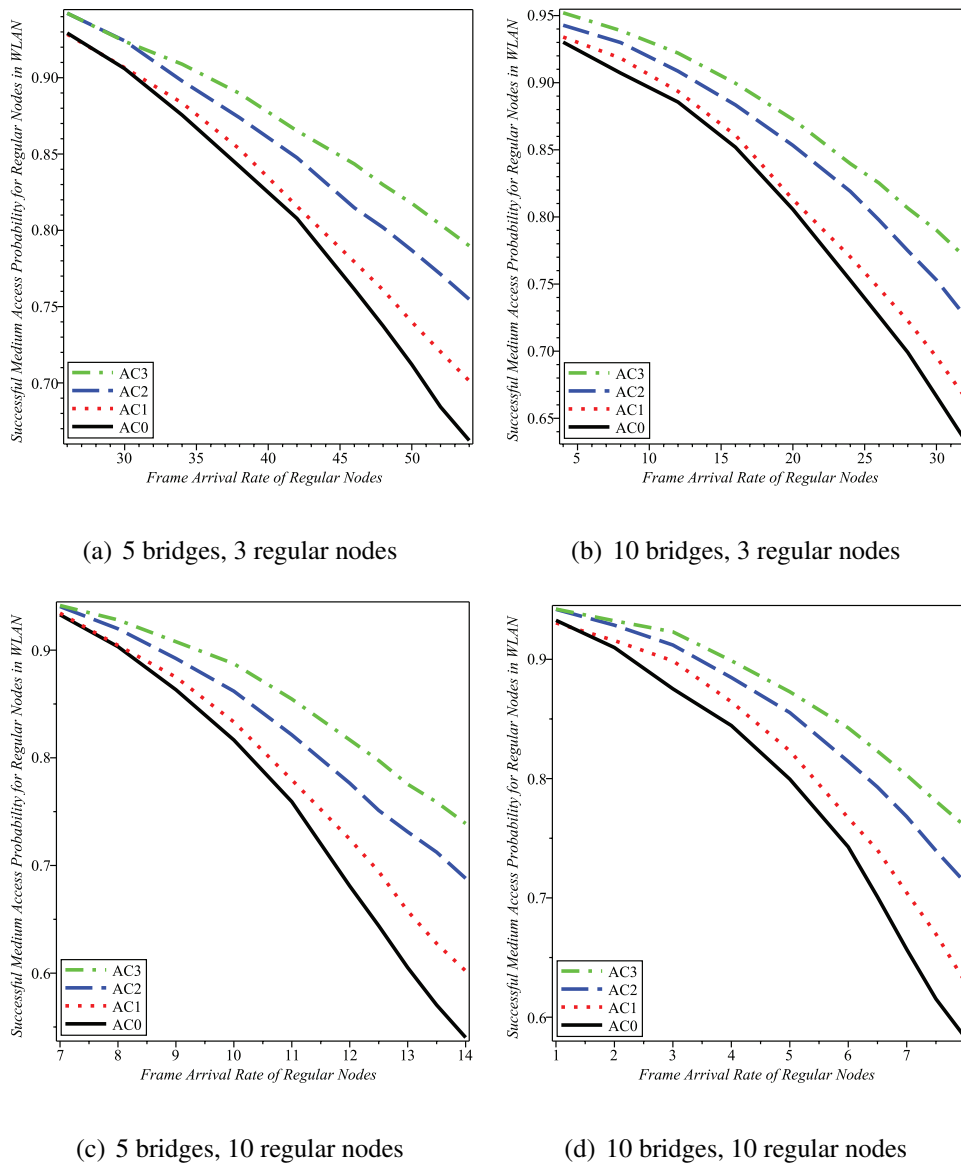 Successful Medium Access Probability for Regular Nodes in WLAN
0.90
0.85
0.80
0.75
0.70
AC3
AC2
AC1
AC0
30 35 40 45 50
Frame Arrival Rate of Regular Nodes
(a) 5 bridges, 3 regular nodes
Successful Medium Access Probability for Regular Nodes in WLAN
0.95
0.90
0.85
0.80
0.75
0.70
0.65
AC3
AC2
AC1
AC0
5 10 15 20 25 30
Frame Arrival Rate of Regular Nodes
(b) 10 bridges, 3 regular nodes
Successful Medium Access Probability for Regular Nodes in WLAN
0.9
0.8
0.7
0.6
AC3
AC2
AC1
AC0
7 8 9 10 11 12 13 14
Frame Arrival Rate of Regular Nodes
(c) 5 bridges, 10 regular nodes
Successful Medium Access Probability for Regular Nodes in WLAN
0.9
0.8
0.7
0.6
AC3
AC2
AC1
AC0
1 2 3 4 5 6 7
Frame Arrival Rate of Regular Nodes
(d) 10 bridges, 10 regular nodes